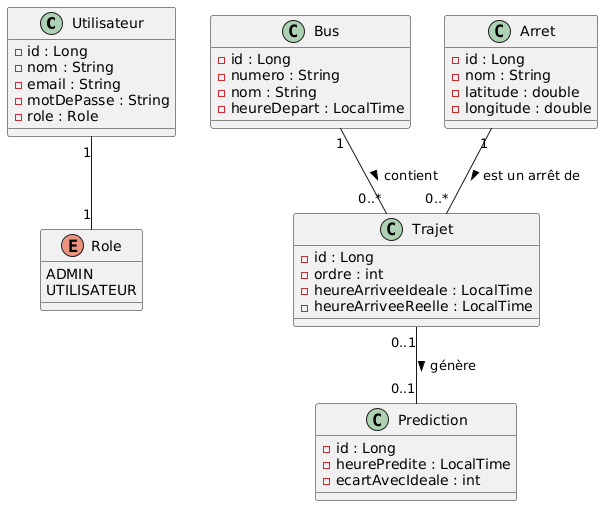 C Utilisateur
id : Long
nom : String
email : String
motDePasse : String
role : Role
C Bus
id : Long
numero : String
nom : String
heureDepart : LocalTime
C Arret
id : Long
nom : String
latitude : double
longitude : double
1
1
1
contient
est un arrêt de
1
0..*
0..*
E Role
ADMIN
UTILISATEUR
C Trajet
id : Long
ordre : int
heureArriveeIdeale : LocalTime
heureArriveeReelle : LocalTime
0..1
génère
0..1
C Prediction
id : Long
heurePredite : LocalTime
ecartAvecIdeale : int